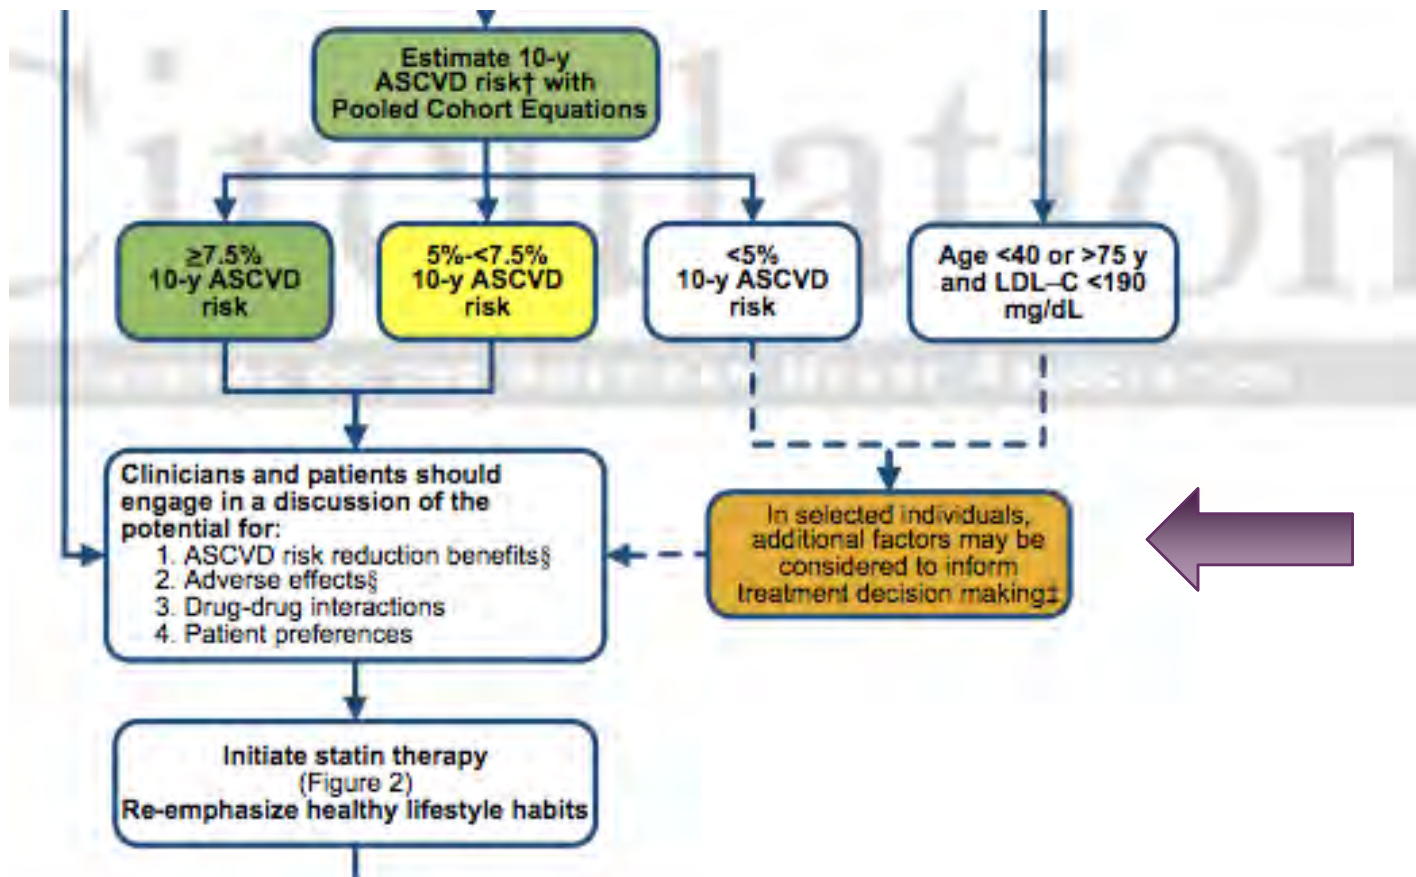 Circulation
Estimate 10-y
ASCVD risk† with
Pooled Cohort Equations
≥7.5%
10-y ASCVD
risk
5%-<7.5%
10-y ASCVD
risk
<5%
10-y ASCVD
risk
Age <40 or >75 y
and LDL–C <190
mg/dL
Clinicians and patients should
engage in a discussion of the
potential for:
1. ASCVD risk reduction benefits§
2. Adverse effects§
3. Drug-drug interactions
4. Patient preferences
In selected individuals,
additional factors may be
considered to inform
treatment decision making‡
Initiate statin therapy
(Figure 2)
Re-emphasize healthy lifestyle habits